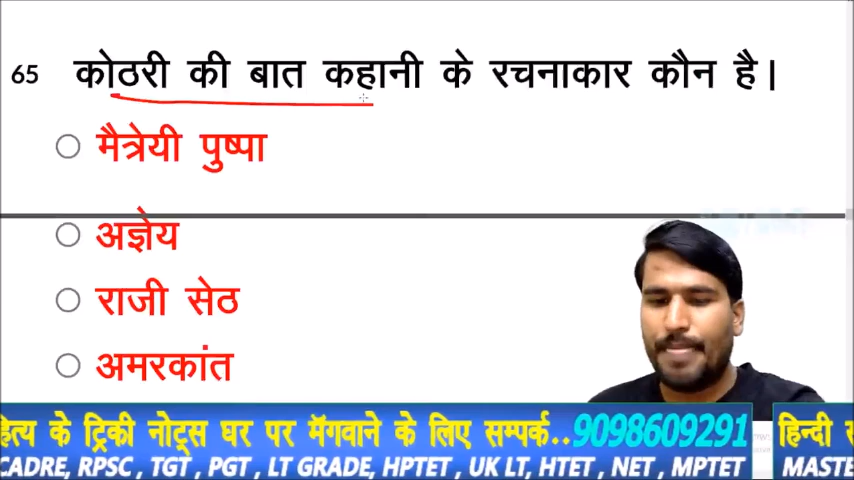 65 कोठरी की बात कहानी के रचनाकार कौन है|
मैत्रेयी पुष्पा
अज्ञेय
राजी सेठ
अमरकांत
हित्य के ट्रिकी नोट्स घर पर मॅगवाने के लिए सम्पर्क..9098609291 हिन्दी
CADRE, RPSC, TGT, PGT, LT GRADE, HPTET, UK LT, HTET, NET, MPTET MASTE